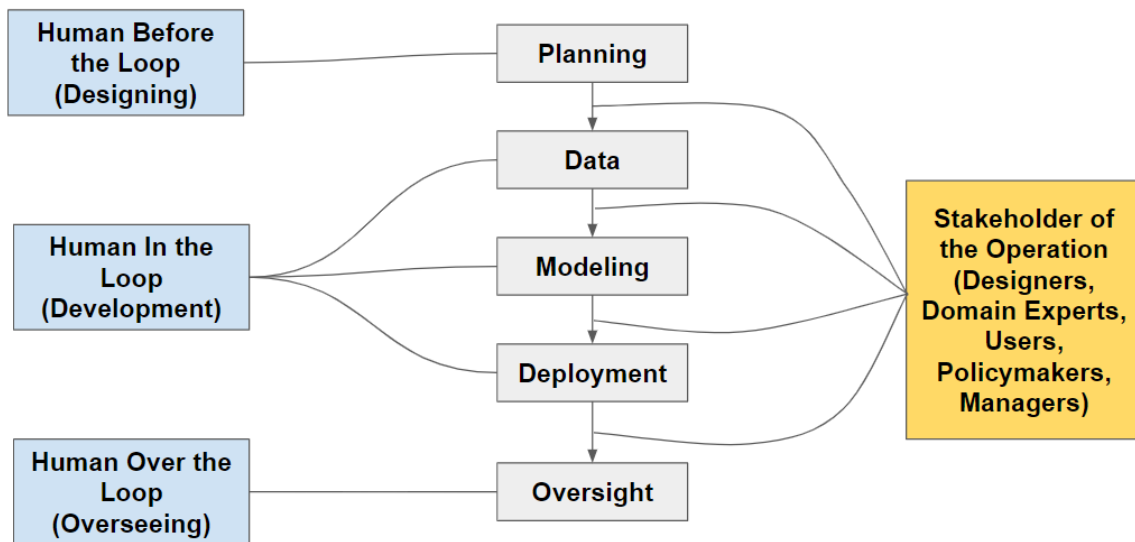 Human Before
the Loop
(Designing)
Planning
Data
Human In the
Loop
(Development)
Modeling
Deployment
Human Over the
Loop
(Overseeing)
Oversight
Stakeholder of
the Operation
(Designers,
Domain Experts,
Users,
Policymakers,
Managers)